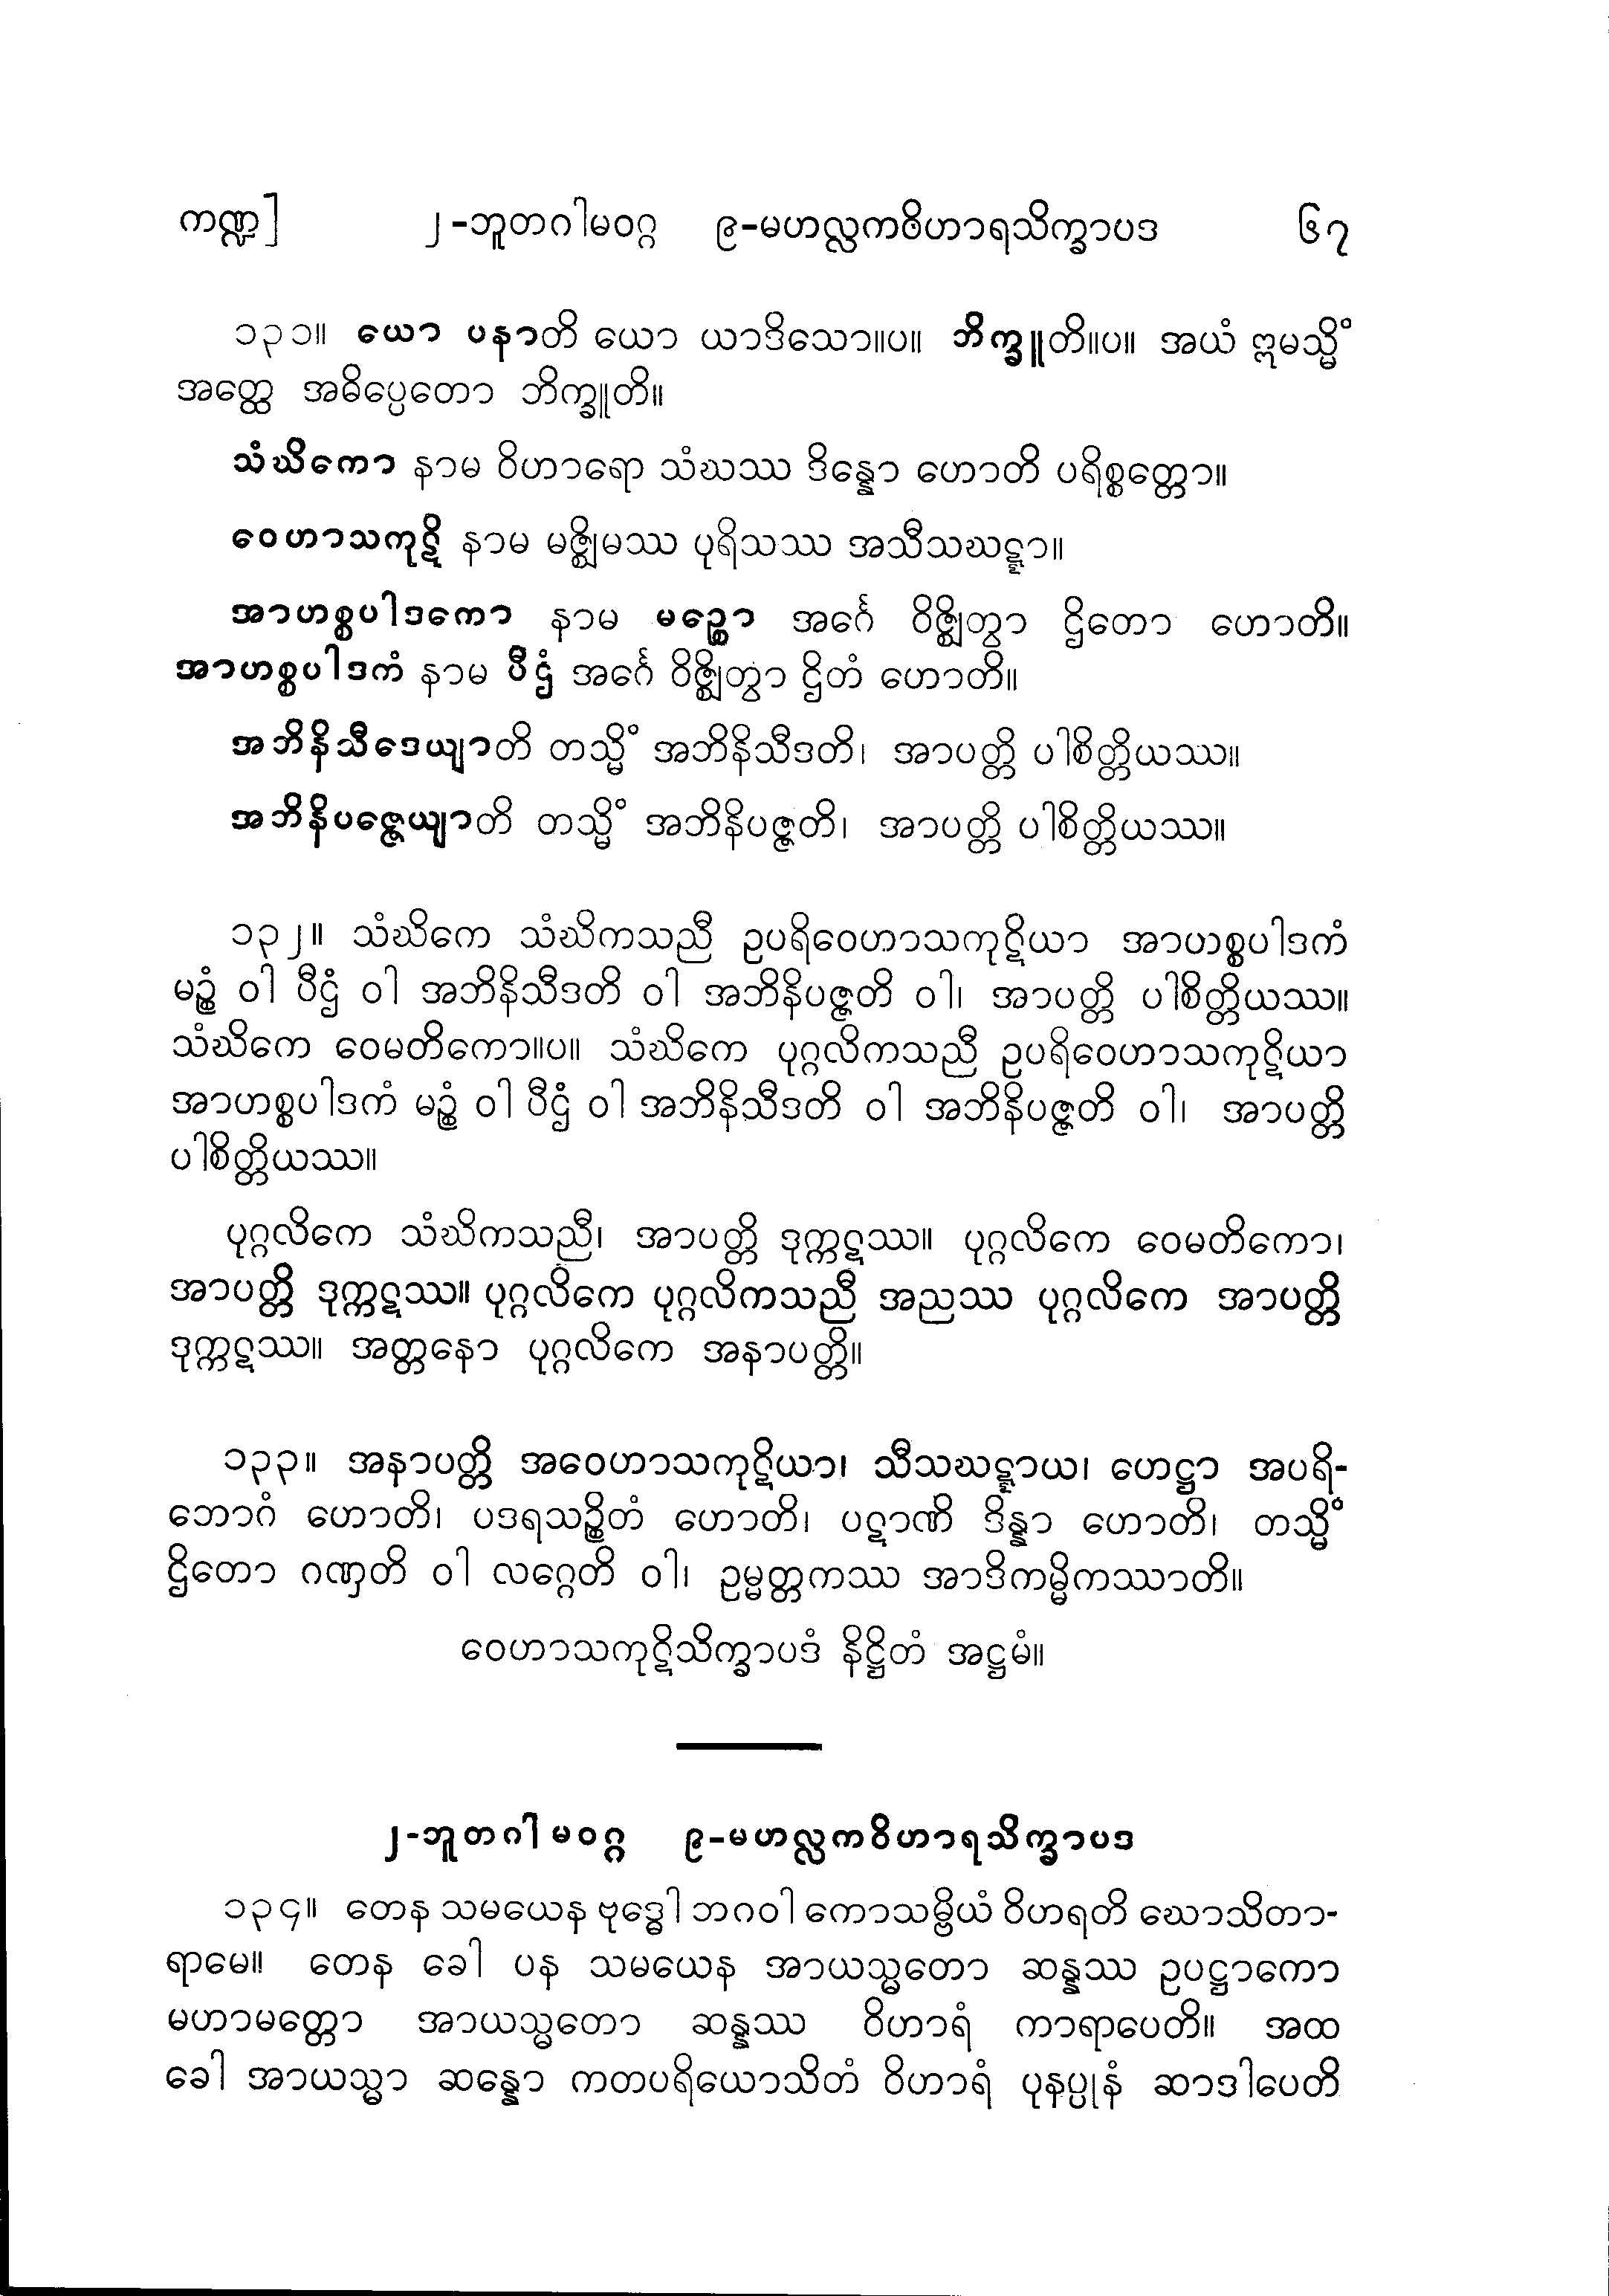 ကဏ္ဍ] ၂-ဘူတဂါမဝဂ္ဂ ၉-မဟလ္လကဝိဟာရသိက္ခာပဒ ၆၇
၁၃၁။ ယော ပနာတိ ယော ယာဒိသော။ပ။ ဘိက္ခူတိ။ပ။ အယံ ဣမသ္မိံ
အတ္ထေ အဓိပ္ပေတော ဘိက္ခူတိ။
သံဃိကော နာမ ဝိဟာရော သံဃဿ ဒိန္နော ဟောတိ ပရိစ္စတ္တော။
ဝေဟာသကုဋိ နာမ မဇ္ဈိမဿ ပုရိသဿ အသီသဃဋ္ဋာ။
အာဟစ္စပါဒကော နာမ မဉ္စော အင်္ဂေ ဝိဇ္ဈိတွာ ဌိတော ဟောတိ။
အာဟစ္စပါဒကံ နာမ ပီဌံ အင်္ဂေ ဝိဇ္ဈိတွာ ဌိတံ ဟောတိ။
အဘိနိသီဒေယျာတိ တသ္မိံ အဘိနိသီဒတိ၊ အာပတ္တိ ပါစိတ္တိယဿ။
အဘိနိပဇ္ဇေယျာတိ တသ္မိံ အဘိနိပဇ္ဇတိ၊ အာပတ္တိ ပါစိတ္တိယဿ။
၁၃၂။ သံဃိကေ သံဃိကသညီ ဥပရိဝေဟာသကုဋိယာ အာဟစ္စပါဒကံ
မဉ္စံ ဝါ ပီဌံ ဝါ အဘိနိသီဒတိ ဝါ အဘိနိပဇ္ဇတိ ဝါ၊ အာပတ္တိ ပါစိတ္တိယဿ။
သံဃိကေ ဝေမတိကော။ပ။ သံဃိကေ ပုဂ္ဂလိကသညီ ဥပရိဝေဟာသကုဋိယာ
အာဟစ္စပါဒကံ မဉ္စံ ဝါ ပီဌံ ဝါ အဘိနိသီဒတိ ဝါ အဘိနိပဇ္ဇတိ ဝါ၊ အာပတ္တိ
ပါစိတ္တိယဿ။
ပုဂ္ဂလိကေ သံဃိကသညီ၊ အာပတ္တိ ဒုက္ကဋဿ။ ပုဂ္ဂလိကေ ဝေမတိကော၊
အာပတ္တိ ဒုက္ကဋဿ။ ပုဂ္ဂလိကေ ပုဂ္ဂလိကသညီ အညဿ ပုဂ္ဂလိကေ အာပတ္တိ
ဒုက္ကဋဿ။ အတ္တနော ပုဂ္ဂလိကေ အနာပတ္တိ။
၁၃၃။ အနာပတ္တိ အဝေဟာသကုဋိယာ၊ သီသဃဋ္ဋာယ၊ ဟေဋ္ဌာ အပရိ-
ဘောဂံ ဟောတိ၊ ပဒရသဉ္စိတံ ဟောတိ၊ ပဋာဏိ ဒိန္နာ ဟောတိ၊ တသ္မိံ
ဌိတော ဂဏှတိ ဝါ လဂ္ဂေတိ ဝါ၊ ဥမ္မတ္တကဿ အာဒိကမ္မိကဿာတိ။
ဝေဟာသကုဋိသိက္ခာပဒံ နိဋ္ဌိတံ အဋ္ဌမံ။
၂-ဘူတဂါမဝဂ္ဂ ၉-မဟလ္လကဝိဟာရသိက္ခာပဒ
၁၃၄။ တေန သမယေန ဗုဒ္ဓေါ ဘဂဝါ ကောသမ္ဗိယံ ဝိဟရတိ ဃောသိတာ-
ရာမေ။ တေန ခေါ ပန သမယေန အာယသ္မတော ဆန္နဿ ဥပဋ္ဌာကော
မဟာမတ္တော အာယသ္မတော ဆန္နဿ ဝိဟာရံ ကာရာပေတိ။ အထ
ခေါ အာယသ္မာ ဆန္နော ကတပရိယောသိတံ ဝိဟာရံ ပုနပ္ပုနံ ဆာဒါပေတိ